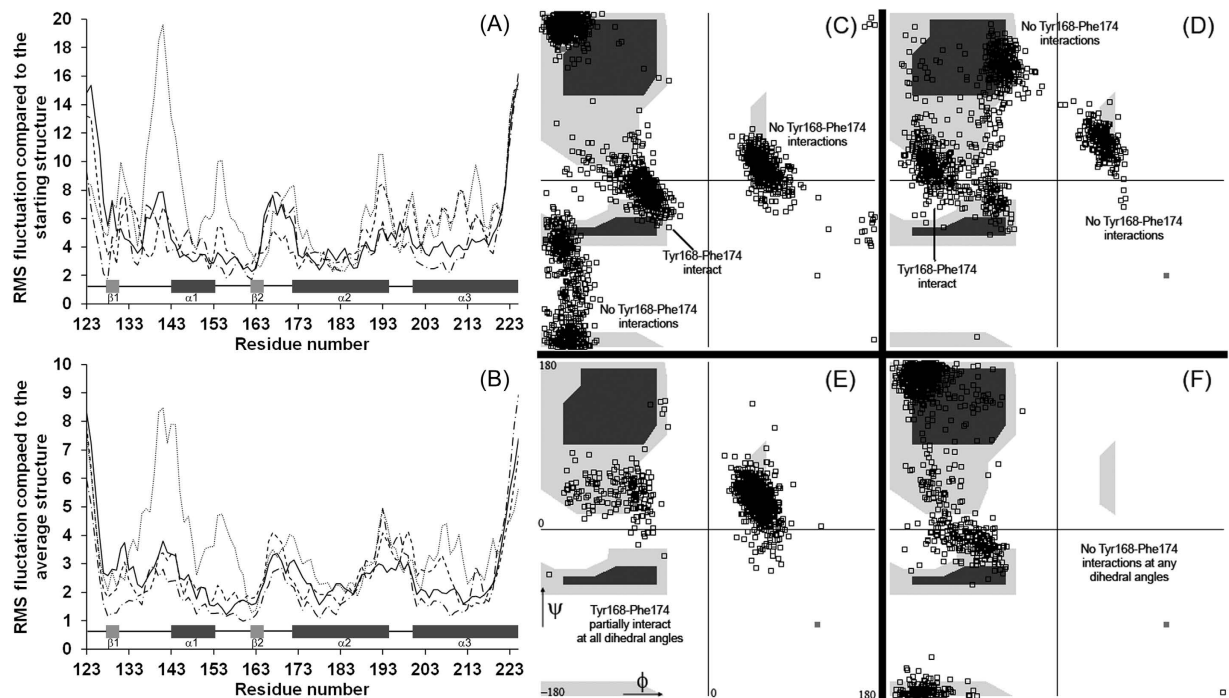 (A)
RMS fluctuation compared to the
starting structure
20
18
16
14
12
10
8
6
4
2
0
β1
α1
β2
α2
α3
123 133 143 153 163 173 183 193 203 213 223
Residue number
(B)
RMS fluctation compaed to the
average structure
10
9
8
7
6
5
4
3
2
1
0
β1
α1
β2
α2
α3
123 133 143 153 163 173 183 193 203 213 223
Residue number
(C)
No Tyr168-Phe174
interactions
Tyr168-Phe174
interact
No Tyr168-Phe174
interactions
(D)
No Tyr168-Phe174
interactions
No Tyr168-Phe174
interactions
Tyr168-Phe174
interact
(E)
180
0
Ψ
Tyr168-Phe174
partially interact
at all dihedral angles
−180
ϕ
0
180
(F)
No Tyr168-Phe174
interactions at any
dihedral angles